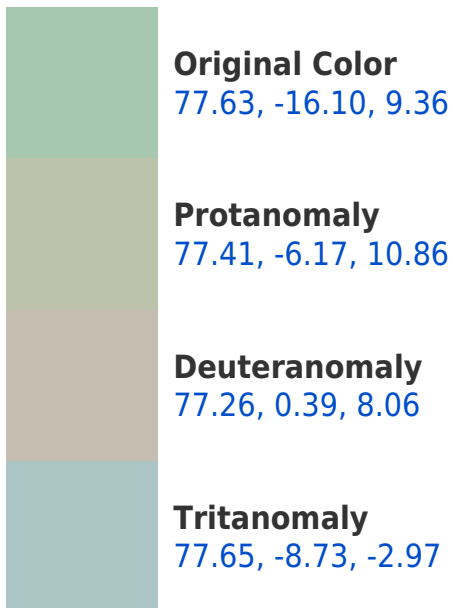 Original Color
77.63, -16.10, 9.36
Protanomaly
77.41, -6.17, 10.86
Deuteranomaly
77.26, 0.39, 8.06
Tritanomaly
77.65, -8.73, -2.97